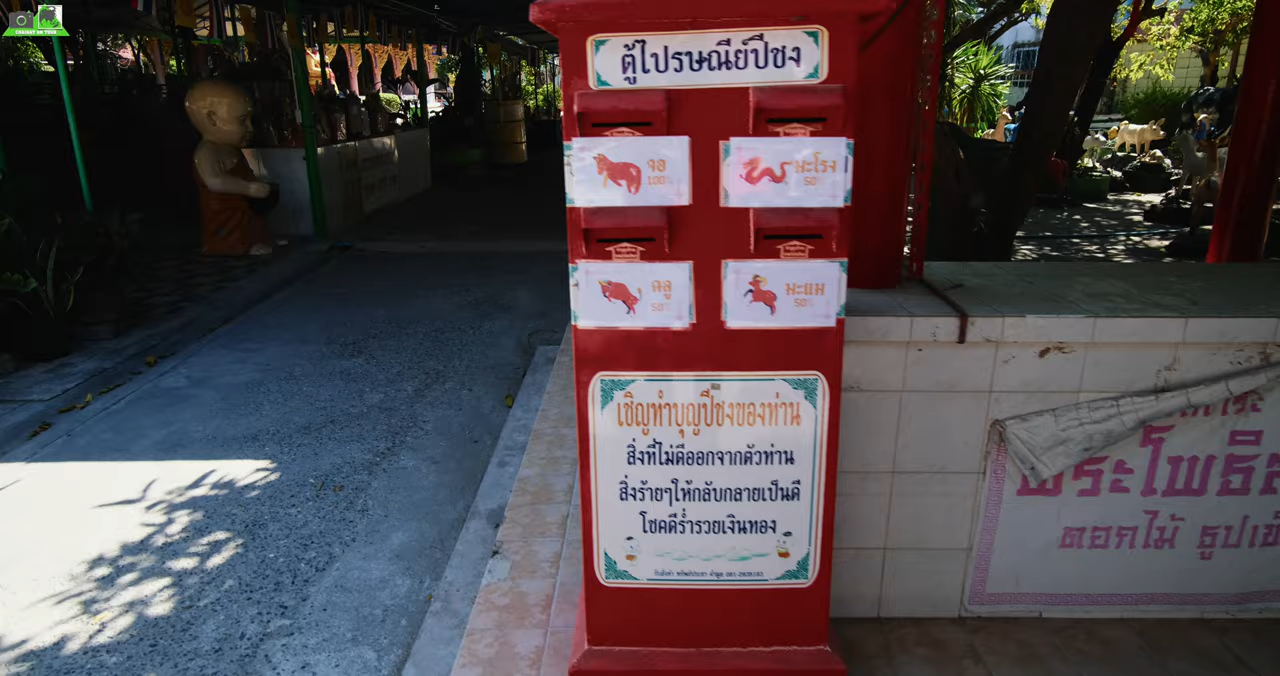 CHAIHAT ON TOUR
ตู้ไปรษณีย์ปีชง
จอ
100%
มะโรง
50%
ฉลู
50%
มะแม
50%
เชิญทำบุญปีชงของท่าน
สิ่งที่ไม่ดีออกจากตัวท่าน
สิ่งร้ายๆให้กลับกลายเป็นดี
โชคดีร่ำรวยเงินทอง
พระโพธิ
ดอกไม้ ธูป